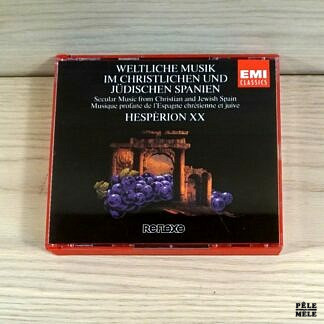 WELTLICHE MUSIK
IM CHRISTLICHEN UND
JÜDISCHEN SPANIEN
Secular Music from Christian and Jewish Spain
Musique profane de l'Espagne chrétienne et juive
HESPÈRION XX
EMI
CLASSICS
Reflexe
PÊLE
MÊLE